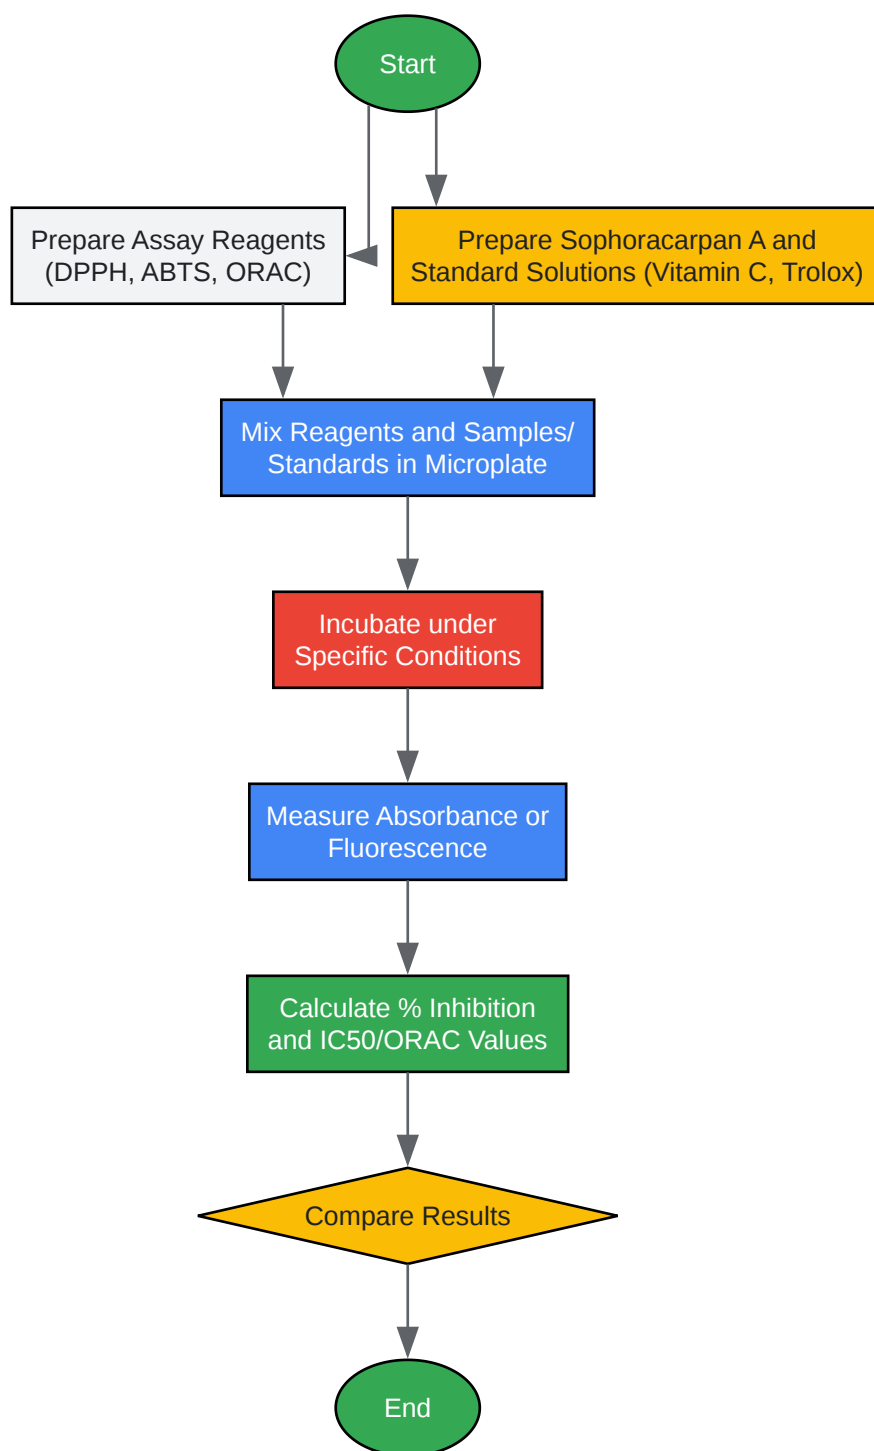 Start
Prepare Assay Reagents
(DPPH, ABTS, ORAC)
Prepare Sophoracarpan A and
Standard Solutions (Vitamin C, Trolox)
Mix Reagents and Samples/
Standards in Microplate
Incubate under
Specific Conditions
Measure Absorbance or
Fluorescence
Calculate % Inhibition
and IC50/ORAC Values
Compare Results
End